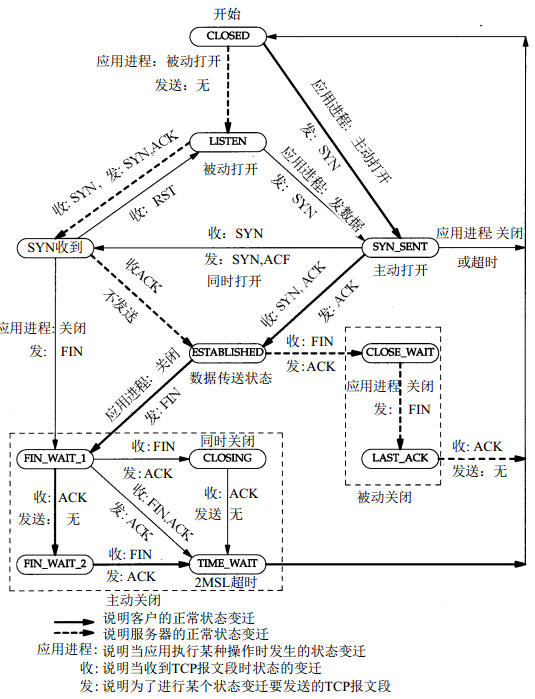 开始
CLOSED
应用进程：被动打开
发送：无
应用进程：主动打开
发：SYN
LISTEN
被动打开
收：SYN，发：SYN,ACK
收：RST
应用进程：发数据
发：SYN
SYN收到
收：SYN
发：SYN,ACF
同时打开
SYN_SENT
主动打开
应用进程 关闭
或超时
收ACK
不发送
收：SYN, ACK
发：ACK
应用进程：关闭
发： FIN
ESTABLISHED
数据传送状态
收：FIN
发：ACK
CLOSE_WAIT
应用进程 关闭
发： FIN
LAST_ACK
收：ACK
发送：无
被动关闭
应用进程：关闭
发：FIN
FIN_WAIT_1
收：FIN
发：ACK
同时关闭
CLOSING
收：ACK
发送： 无
收：FIN,ACK
发：ACK
收：ACK
发送 无
FIN_WAIT_2
收：FIN
发：ACK
TIME_WAIT
2MSL超时
主动关闭
说明客户的正常状态变迁
说明服务器的正常状态变迁
应用进程：说明当应用执行某种操作时发生的状态变迁
收：说明当收到TCP报文段时状态的变迁
发：说明为了进行某个状态变迁要发送的TCP报文段